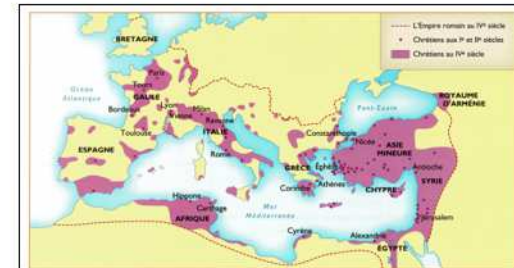 L'Empire romain au IVᵉ siècle
Chrétiens aux Iᵉʳ et IIᵉ siècles
Chrétiens au IVᵉ siècle
BRETAGNE
Océan
Atlantique
Paris
Tours
GAULE
Lyon
Vienne
Bordeaux
Toulouse
Milan
Ravenne
ITALIE
Rome
ESPAGNE
Pont-Euxin
ROYAUME
D'ARMÉNIE
Constantinople
Nicée
ASIE
MINEURE
GRÈCE
Éphèse
Athènes
Corinthe
Antioche
SYRIE
CHYPRE
Mer
Méditerranée
Hippone
Carthage
AFRIQUE
Cyrène
Alexandrie
ÉGYPTE
Jérusalem